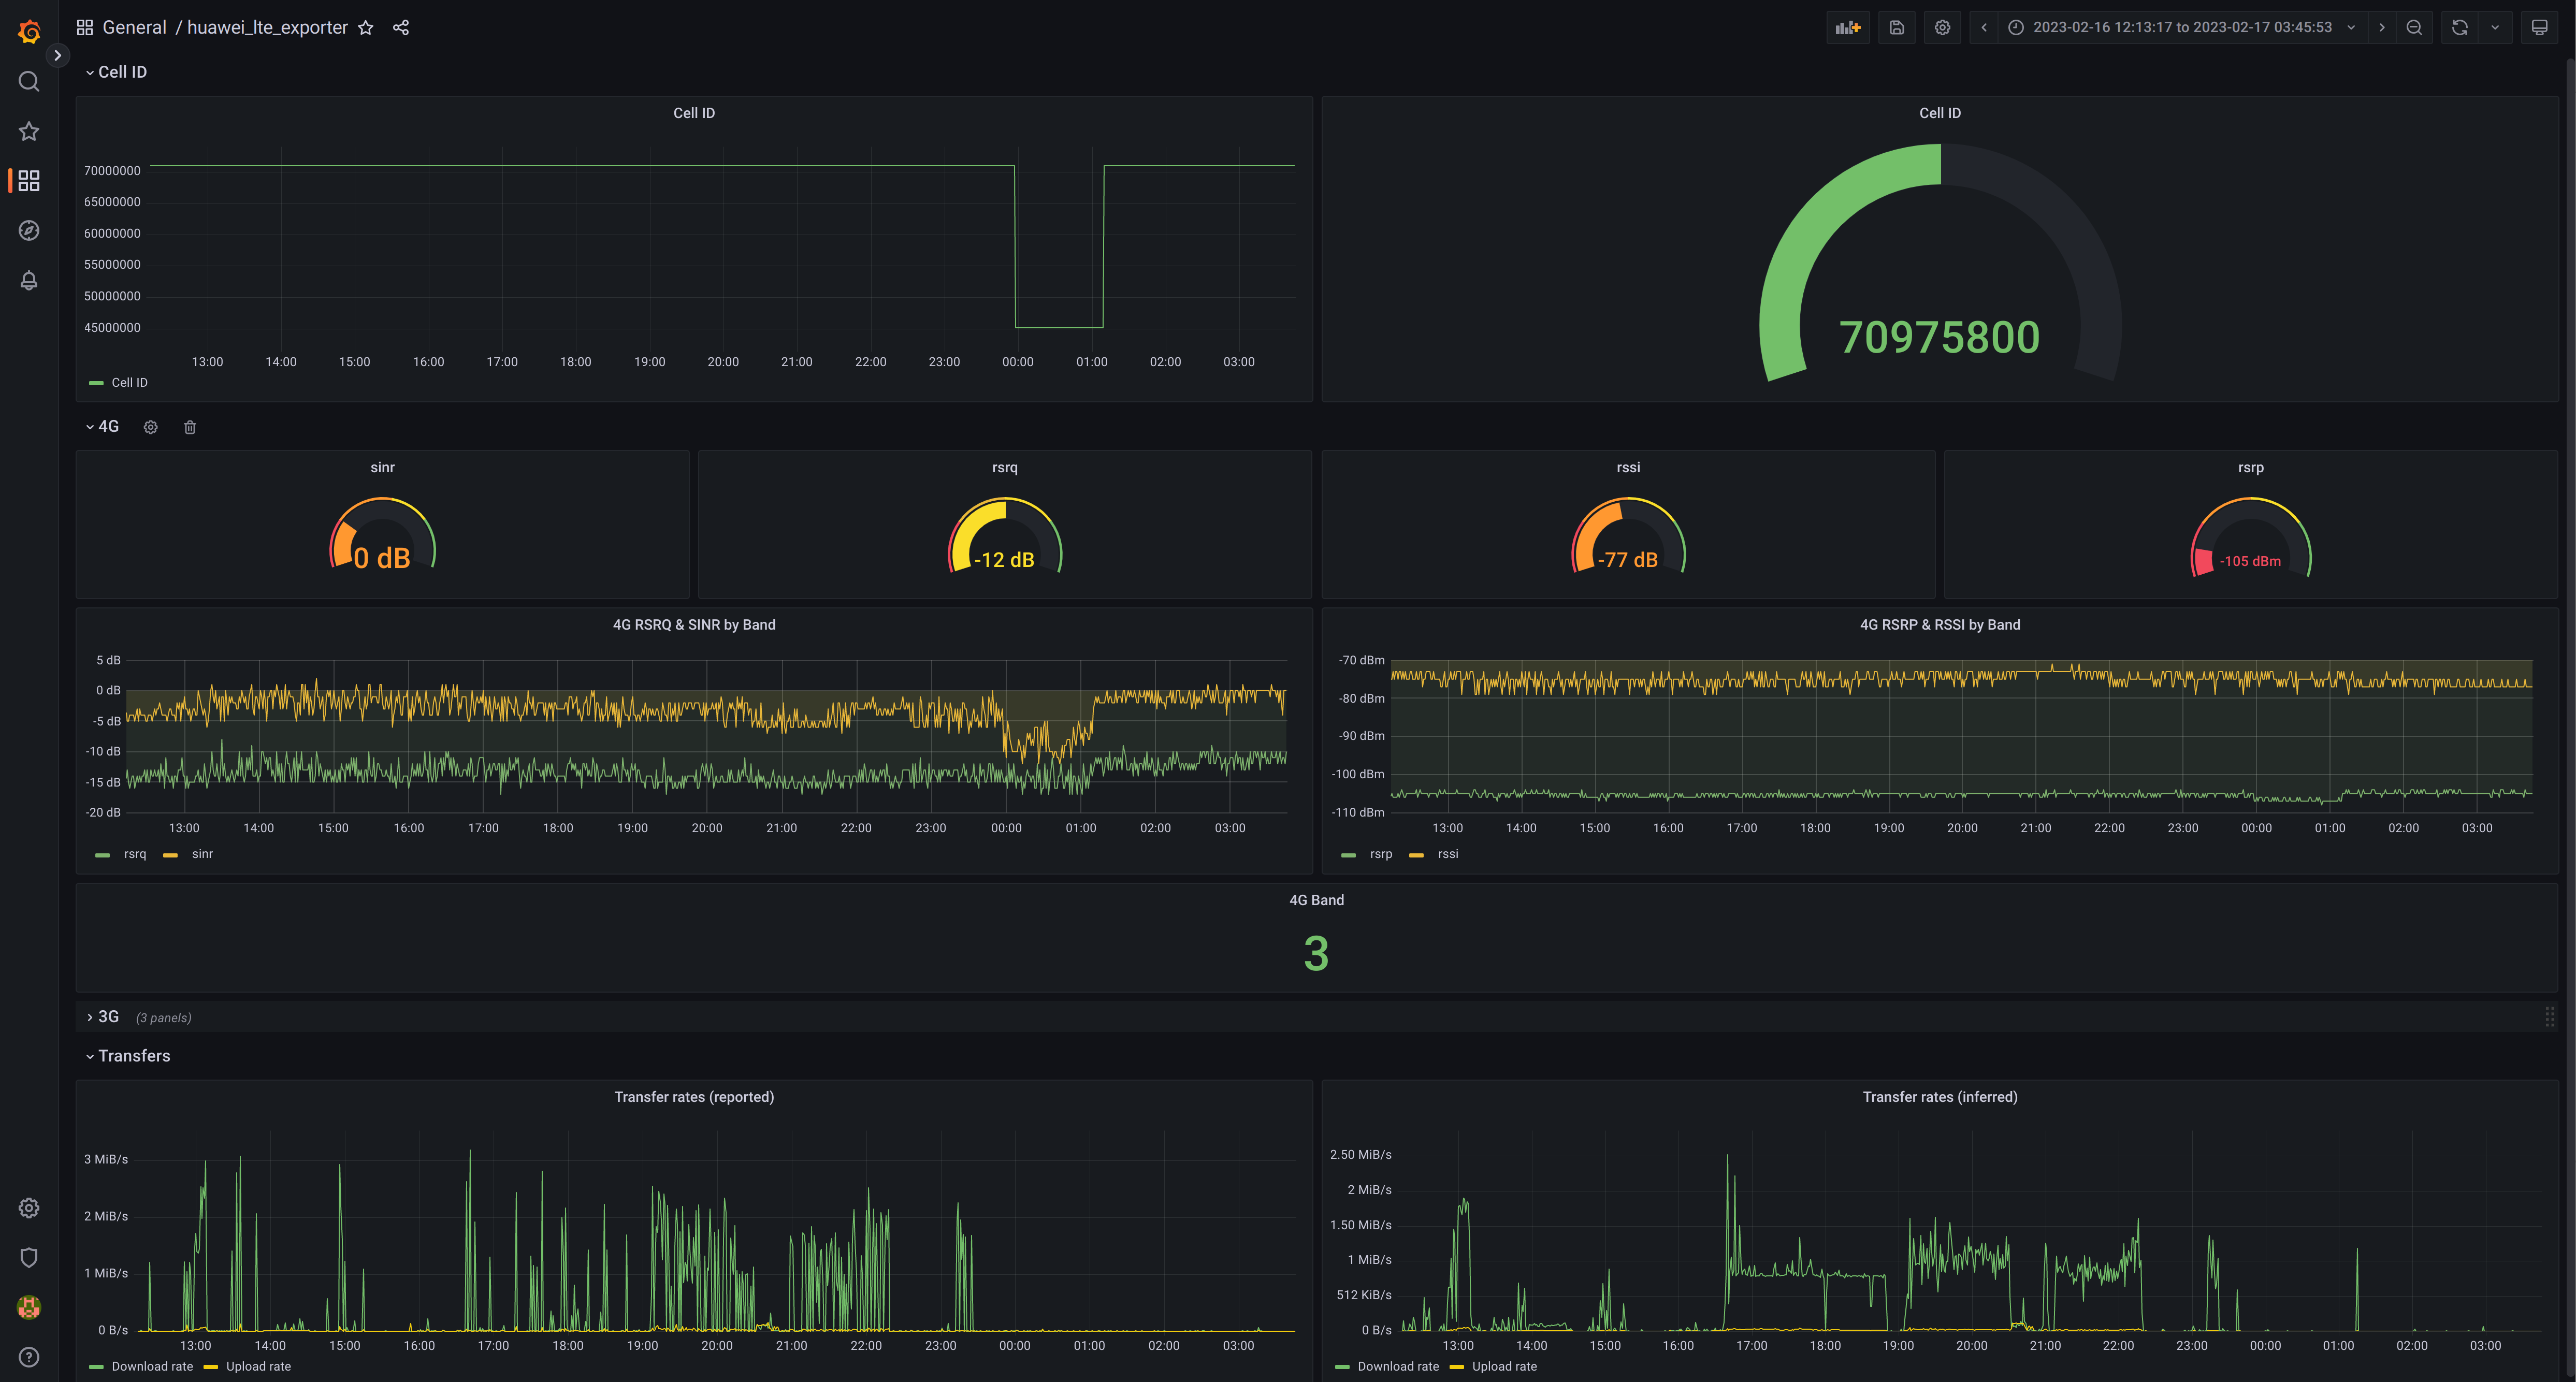 General / huawei_lte_exporter
2023-02-16 12:13:17 to 2023-02-17 03:45:53
Cell ID
Cell ID
70000000
65000000
60000000
55000000
50000000
45000000
13:00 14:00 15:00 16:00 17:00 18:00 19:00 20:00 21:00 22:00 23:00 00:00 01:00 02:00 03:00
Cell ID
Cell ID
70975800
4G
sinr
0 dB
rsrq
-12 dB
rssi
-77 dB
rsrp
-105 dBm
4G RSRQ & SINR by Band
5 dB
0 dB
-5 dB
-10 dB
-15 dB
-20 dB
13:00 14:00 15:00 16:00 17:00 18:00 19:00 20:00 21:00 22:00 23:00 00:00 01:00 02:00 03:00
rsrq sinr
4G RSRP & RSSI by Band
-70 dBm
-80 dBm
-90 dBm
-100 dBm
-110 dBm
13:00 14:00 15:00 16:00 17:00 18:00 19:00 20:00 21:00 22:00 23:00 00:00 01:00 02:00 03:00
rsrp rssi
4G Band
3
3G (3 panels)
Transfers
Transfer rates (reported)
3 MiB/s
2 MiB/s
1 MiB/s
0 B/s
13:00 14:00 15:00 16:00 17:00 18:00 19:00 20:00 21:00 22:00 23:00 00:00 01:00 02:00 03:00
Download rate Upload rate
Transfer rates (inferred)
2.50 MiB/s
2 MiB/s
1.50 MiB/s
1 MiB/s
512 KiB/s
0 B/s
13:00 14:00 15:00 16:00 17:00 18:00 19:00 20:00 21:00 22:00 23:00 00:00 01:00 02:00 03:00
Download rate Upload rate